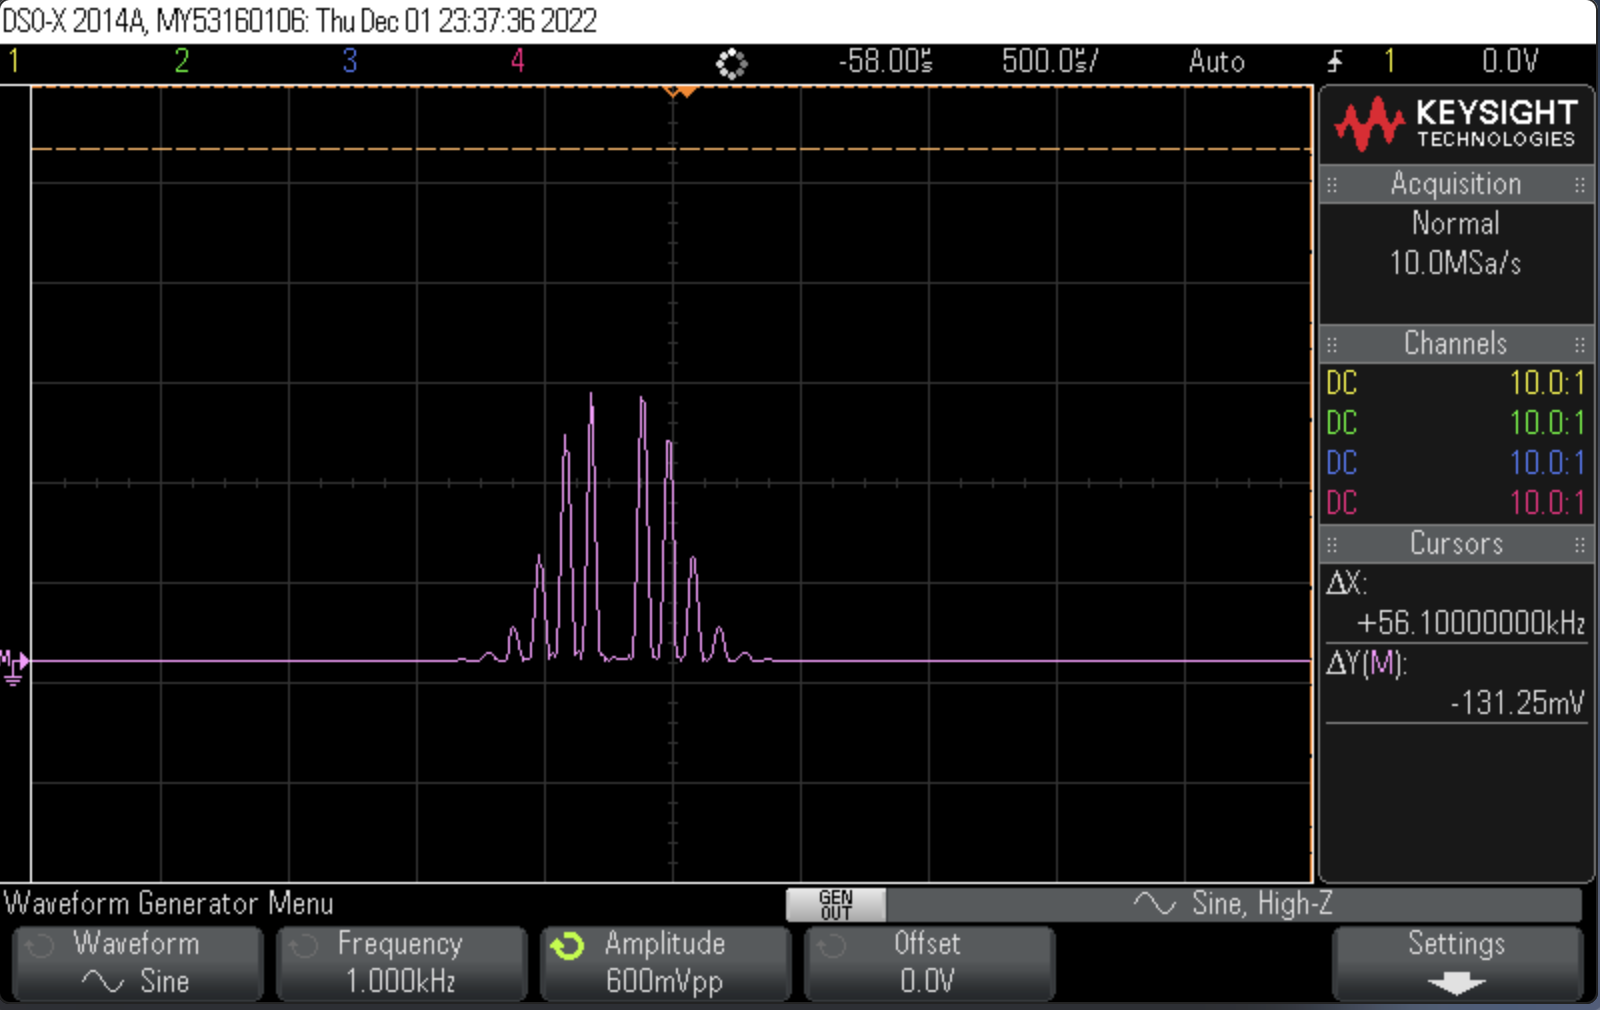 DSO-X 2014A, MY53160106: Thu Dec 01 23:37:36 2022
1 2 3 4 -58.00µs 500.0µs/ Auto 1 0.0V
KEYSIGHT
TECHNOLOGIES
Acquisition
Normal
10.0MSa/s
Channels
DC 10.0:1
DC 10.0:1
DC 10.0:1
DC 10.0:1
Cursors
ΔX:
+56.10000000kHz
ΔY(M):
-131.25mV
M
Waveform Generator Menu
GEN
OUT
Sine, High-Z
Waveform
Sine
Frequency
1.000kHz
Amplitude
600mVpp
Offset
0.0V
Settings